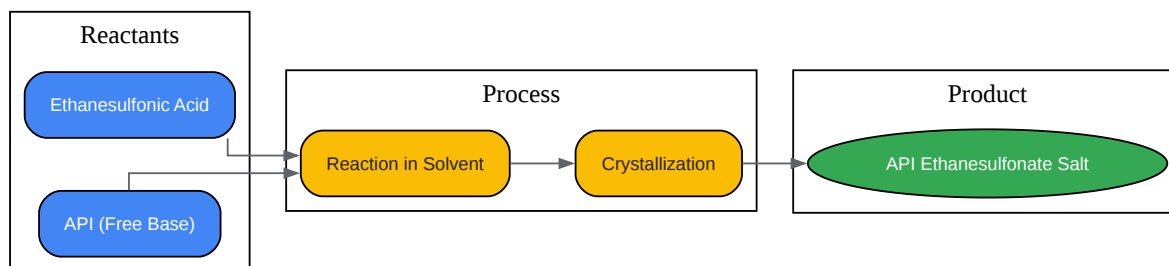 Reactants
Ethanesulfonic Acid
API (Free Base)
Process
Reaction in Solvent
Crystallization
Product
API Ethanesulfonate Salt